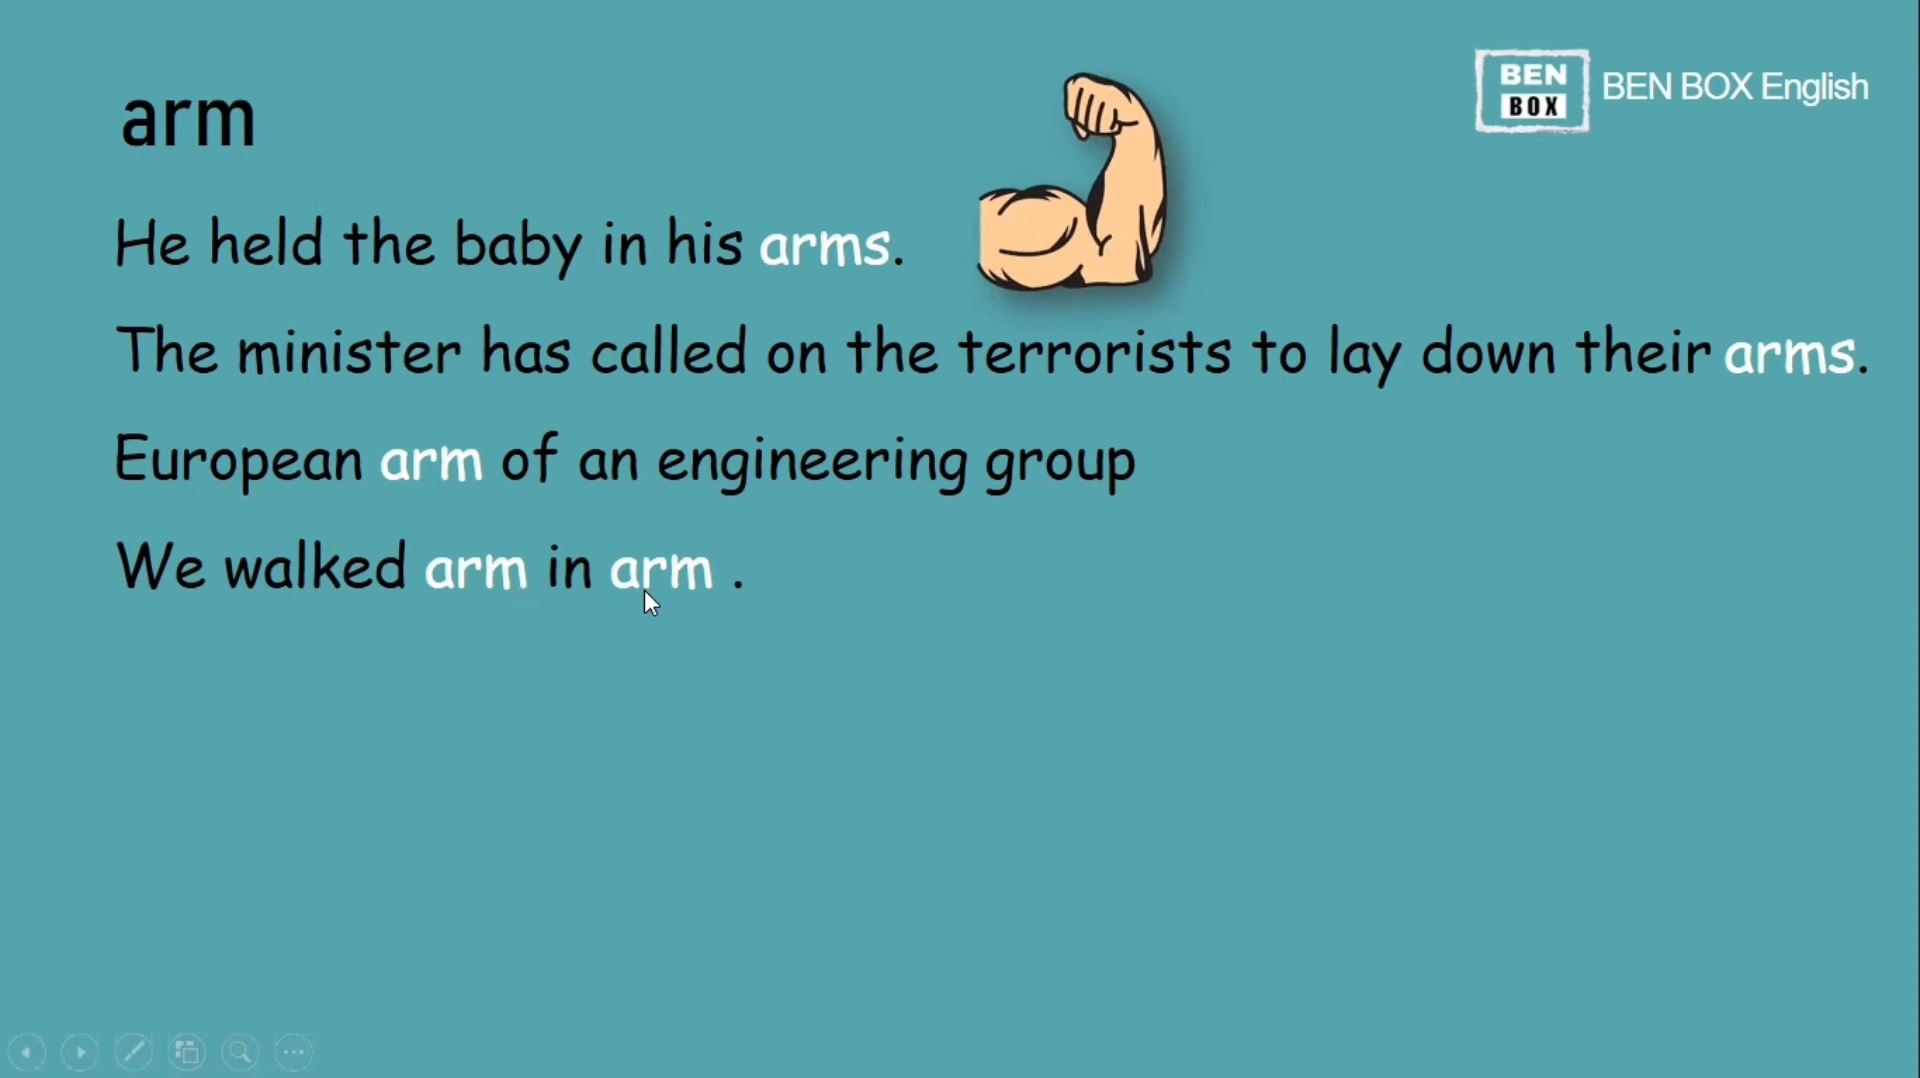 arm
BEN
BOX
BEN BOX English
He held the baby in his arms.
The minister has called on the terrorists to lay down their arms.
European arm of an engineering group
We walked arm in arm .